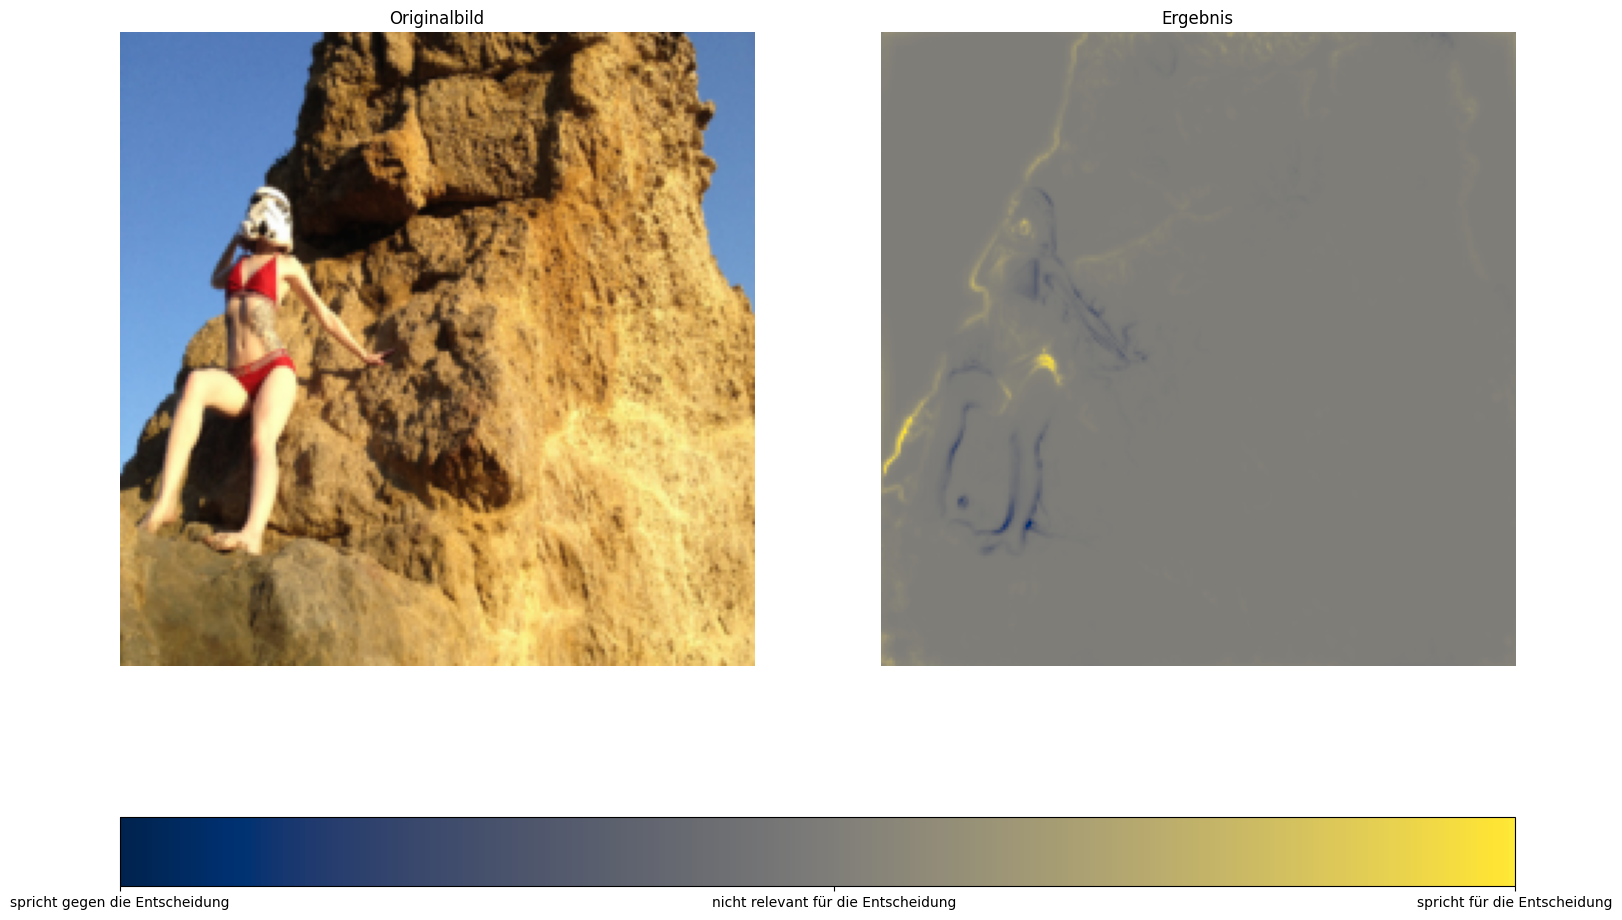 Originalbild
Ergebnis
spricht gegen die Entscheidung
nicht relevant für die Entscheidung
spricht für die Entscheidung